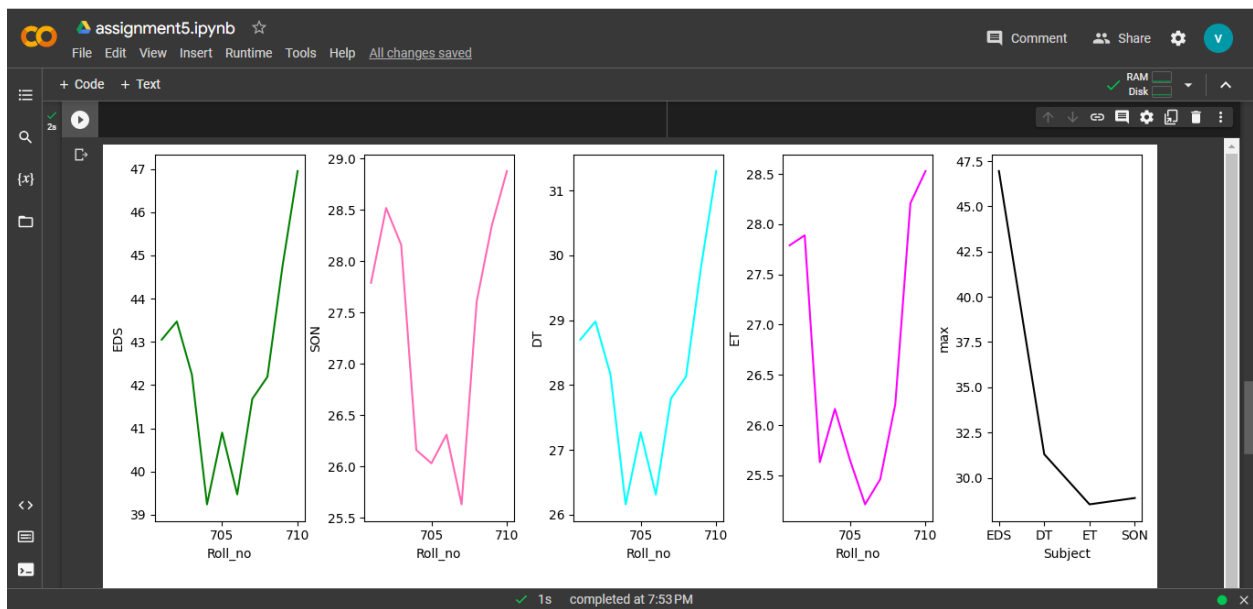 assignment5.ipynb
Comment
Share
V
File Edit View Insert Runtime Tools Help All changes saved
+ Code + Text
RAM
Disk
2s
{x}
47
46
45
44
43
42
41
40
39
EDS
705 710
Roll_no
29.0
28.5
28.0
27.5
27.0
26.5
26.0
25.5
SON
705 710
Roll_no
31
30
29
28
27
26
DT
705 710
Roll_no
28.5
28.0
27.5
27.0
26.5
26.0
25.5
ET
705 710
Roll_no
47.5
45.0
42.5
40.0
37.5
35.0
32.5
30.0
max
EDS DT ET SON
Subject
1s completed at 7:53 PM